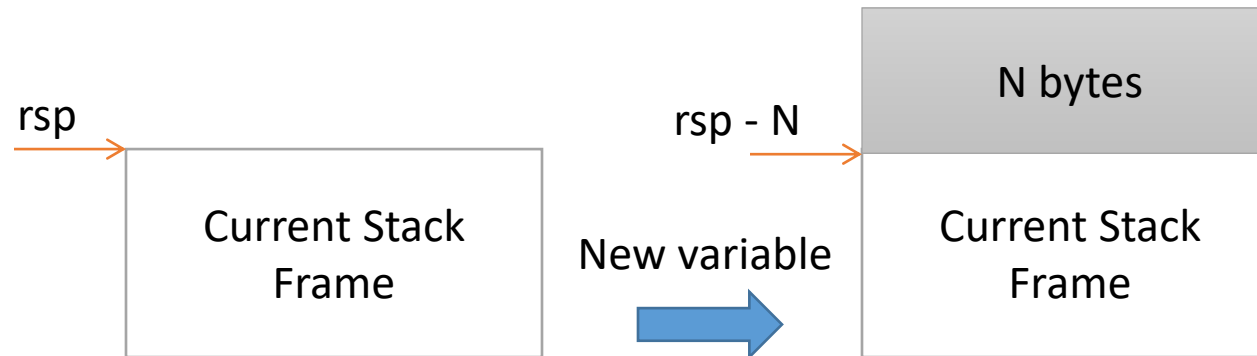 rsp
Current Stack
Frame
New variable
rsp - N
N bytes
Current Stack
Frame